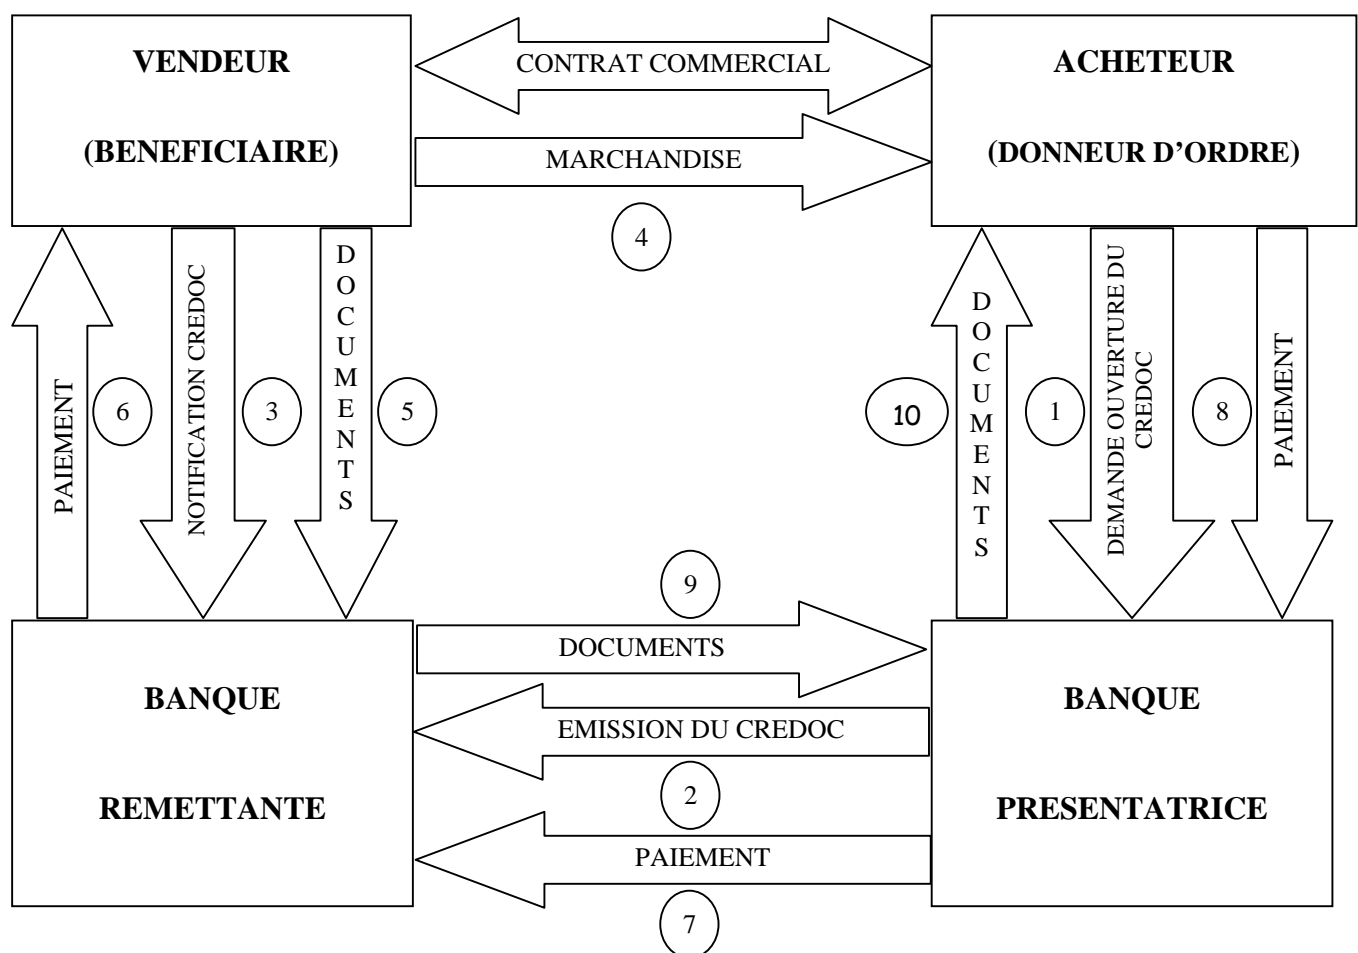 VENDEUR
(BENEFICIAIRE)
CONTRAT COMMERCIAL
MARCHANDISE
4
ACHETEUR
(DONNEUR D’ORDRE)
PAIEMENT
6
NOTIFICATION CREDOC
3
DOCUMENTS
5
10
DOCUMENTS
1
DEMANDE OUVERTURE DU
CREDOC
8
PAIEMENT
9
DOCUMENTS
EMISSION DU CREDOC
2
PAIEMENT
7
BANQUE
REMETTANTE
BANQUE
PRESENTATRICE